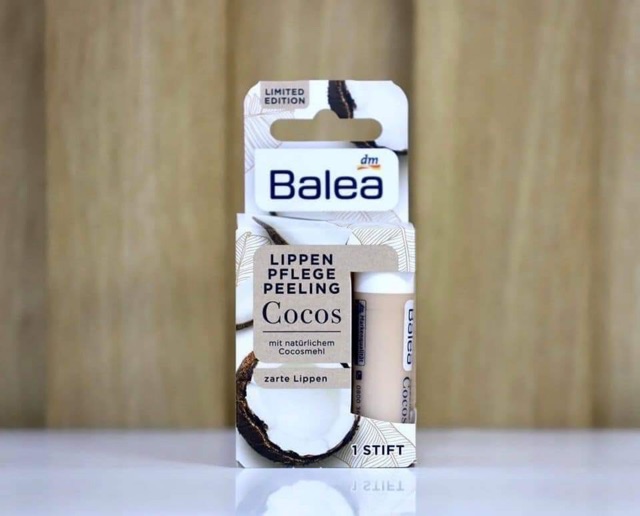 LIMITED
EDITION
dm
Balea
LIPPEN
PFLEGE
PEELING
Cocos
mit natürlichem
Cocosmehl
zarte Lippen
1 STIFT
Balea
Cocos